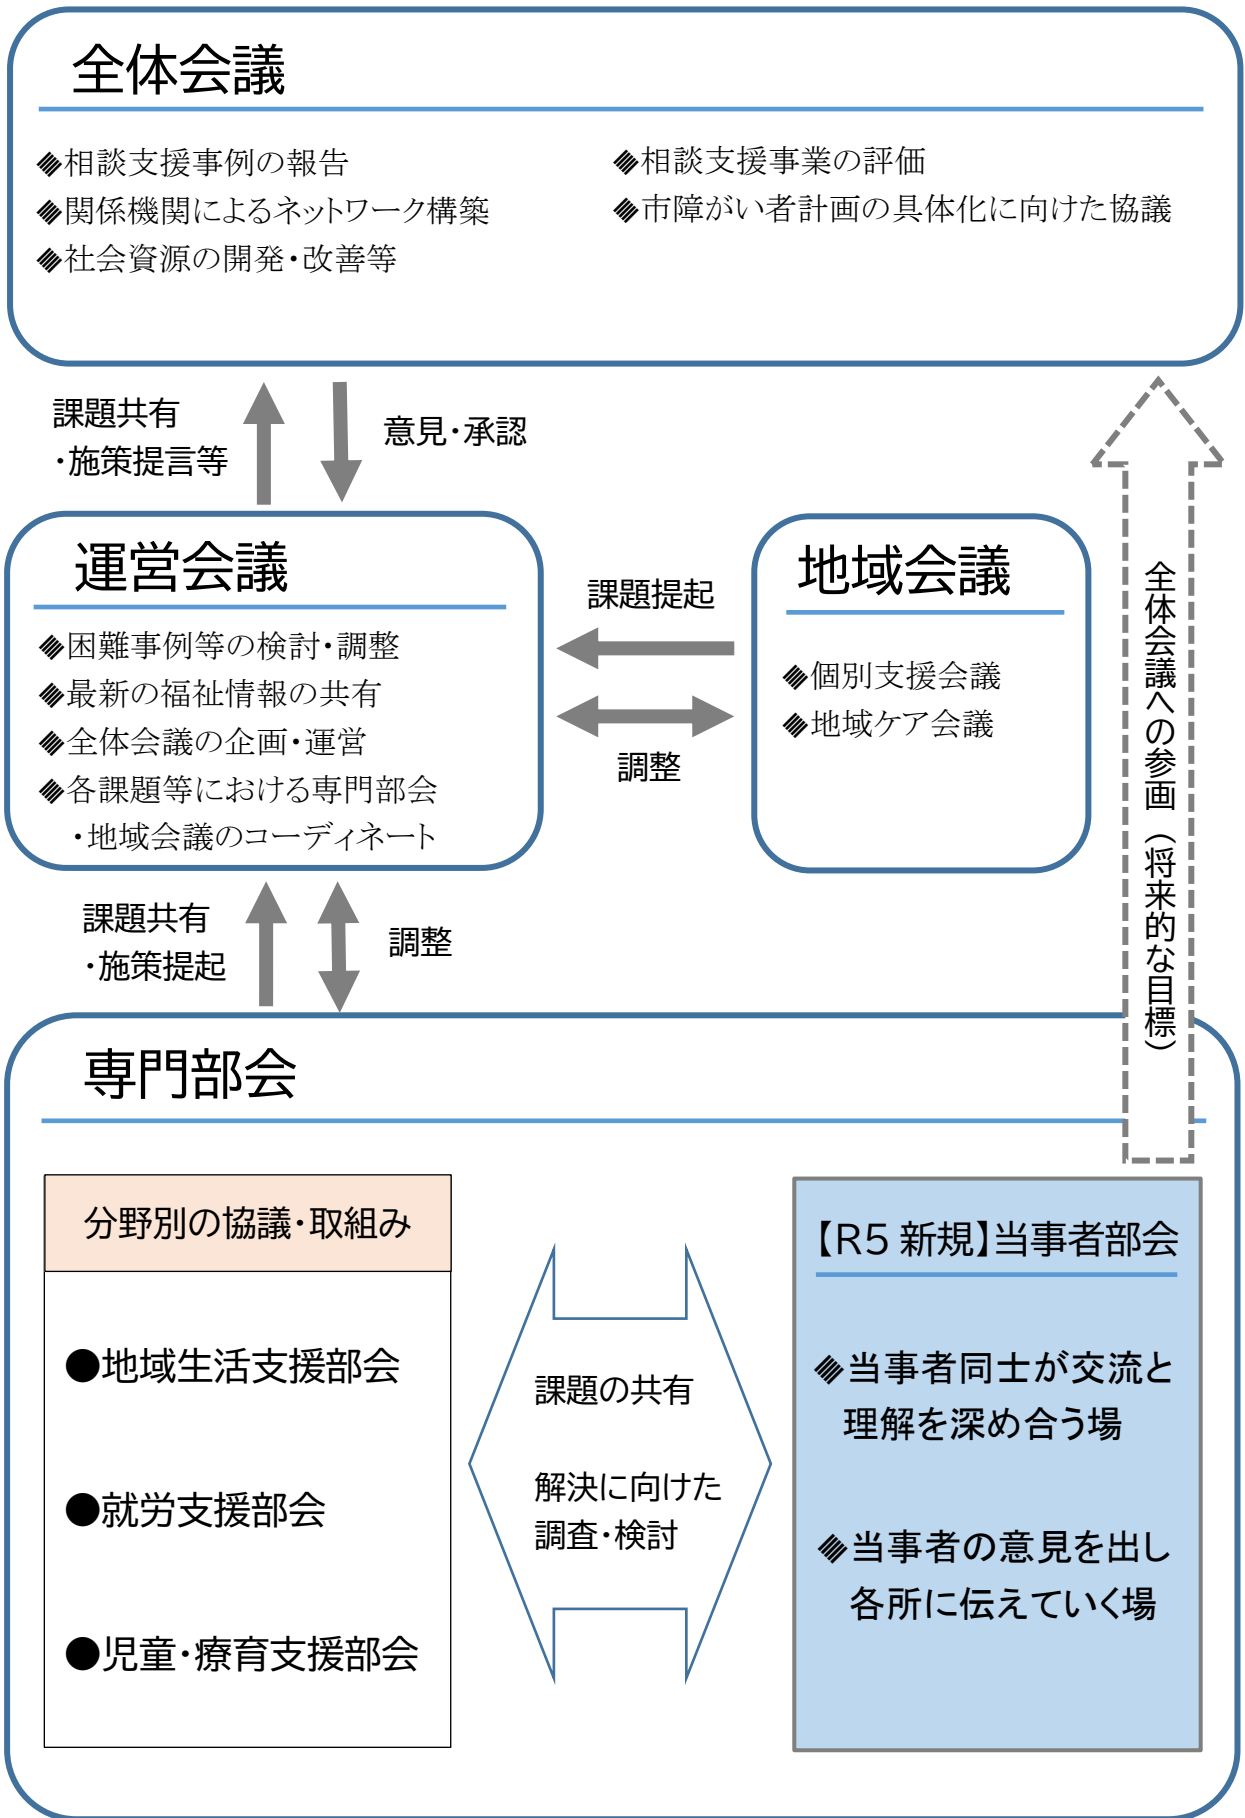 全体会議
◆相談支援事例の報告
◆関係機関によるネットワーク構築
◆社会資源の開発・改善等
◆相談支援事業の評価
◆市障がい者計画の具体化に向けた協議
課題共有
・施策提言等
意見・承認
運営会議
◆困難事例等の検討・調整
◆最新の福祉情報の共有
◆全体会議の企画・運営
◆各課題等における専門部会
・地域会議のコーディネート
課題提起
調整
地域会議
◆個別支援会議
◆地域ケア会議
全体会議への参画（将来的な目標）
課題共有
・施策提起
調整
専門部会
分野別の協議・取組み
●地域生活支援部会
●就労支援部会
●児童・療育支援部会
課題の共有
解決に向けた
調査・検討
【R5 新規】当事者部会
◆当事者同士が交流と
理解を深め合う場
◆当事者の意見を出し
各所に伝えていく場